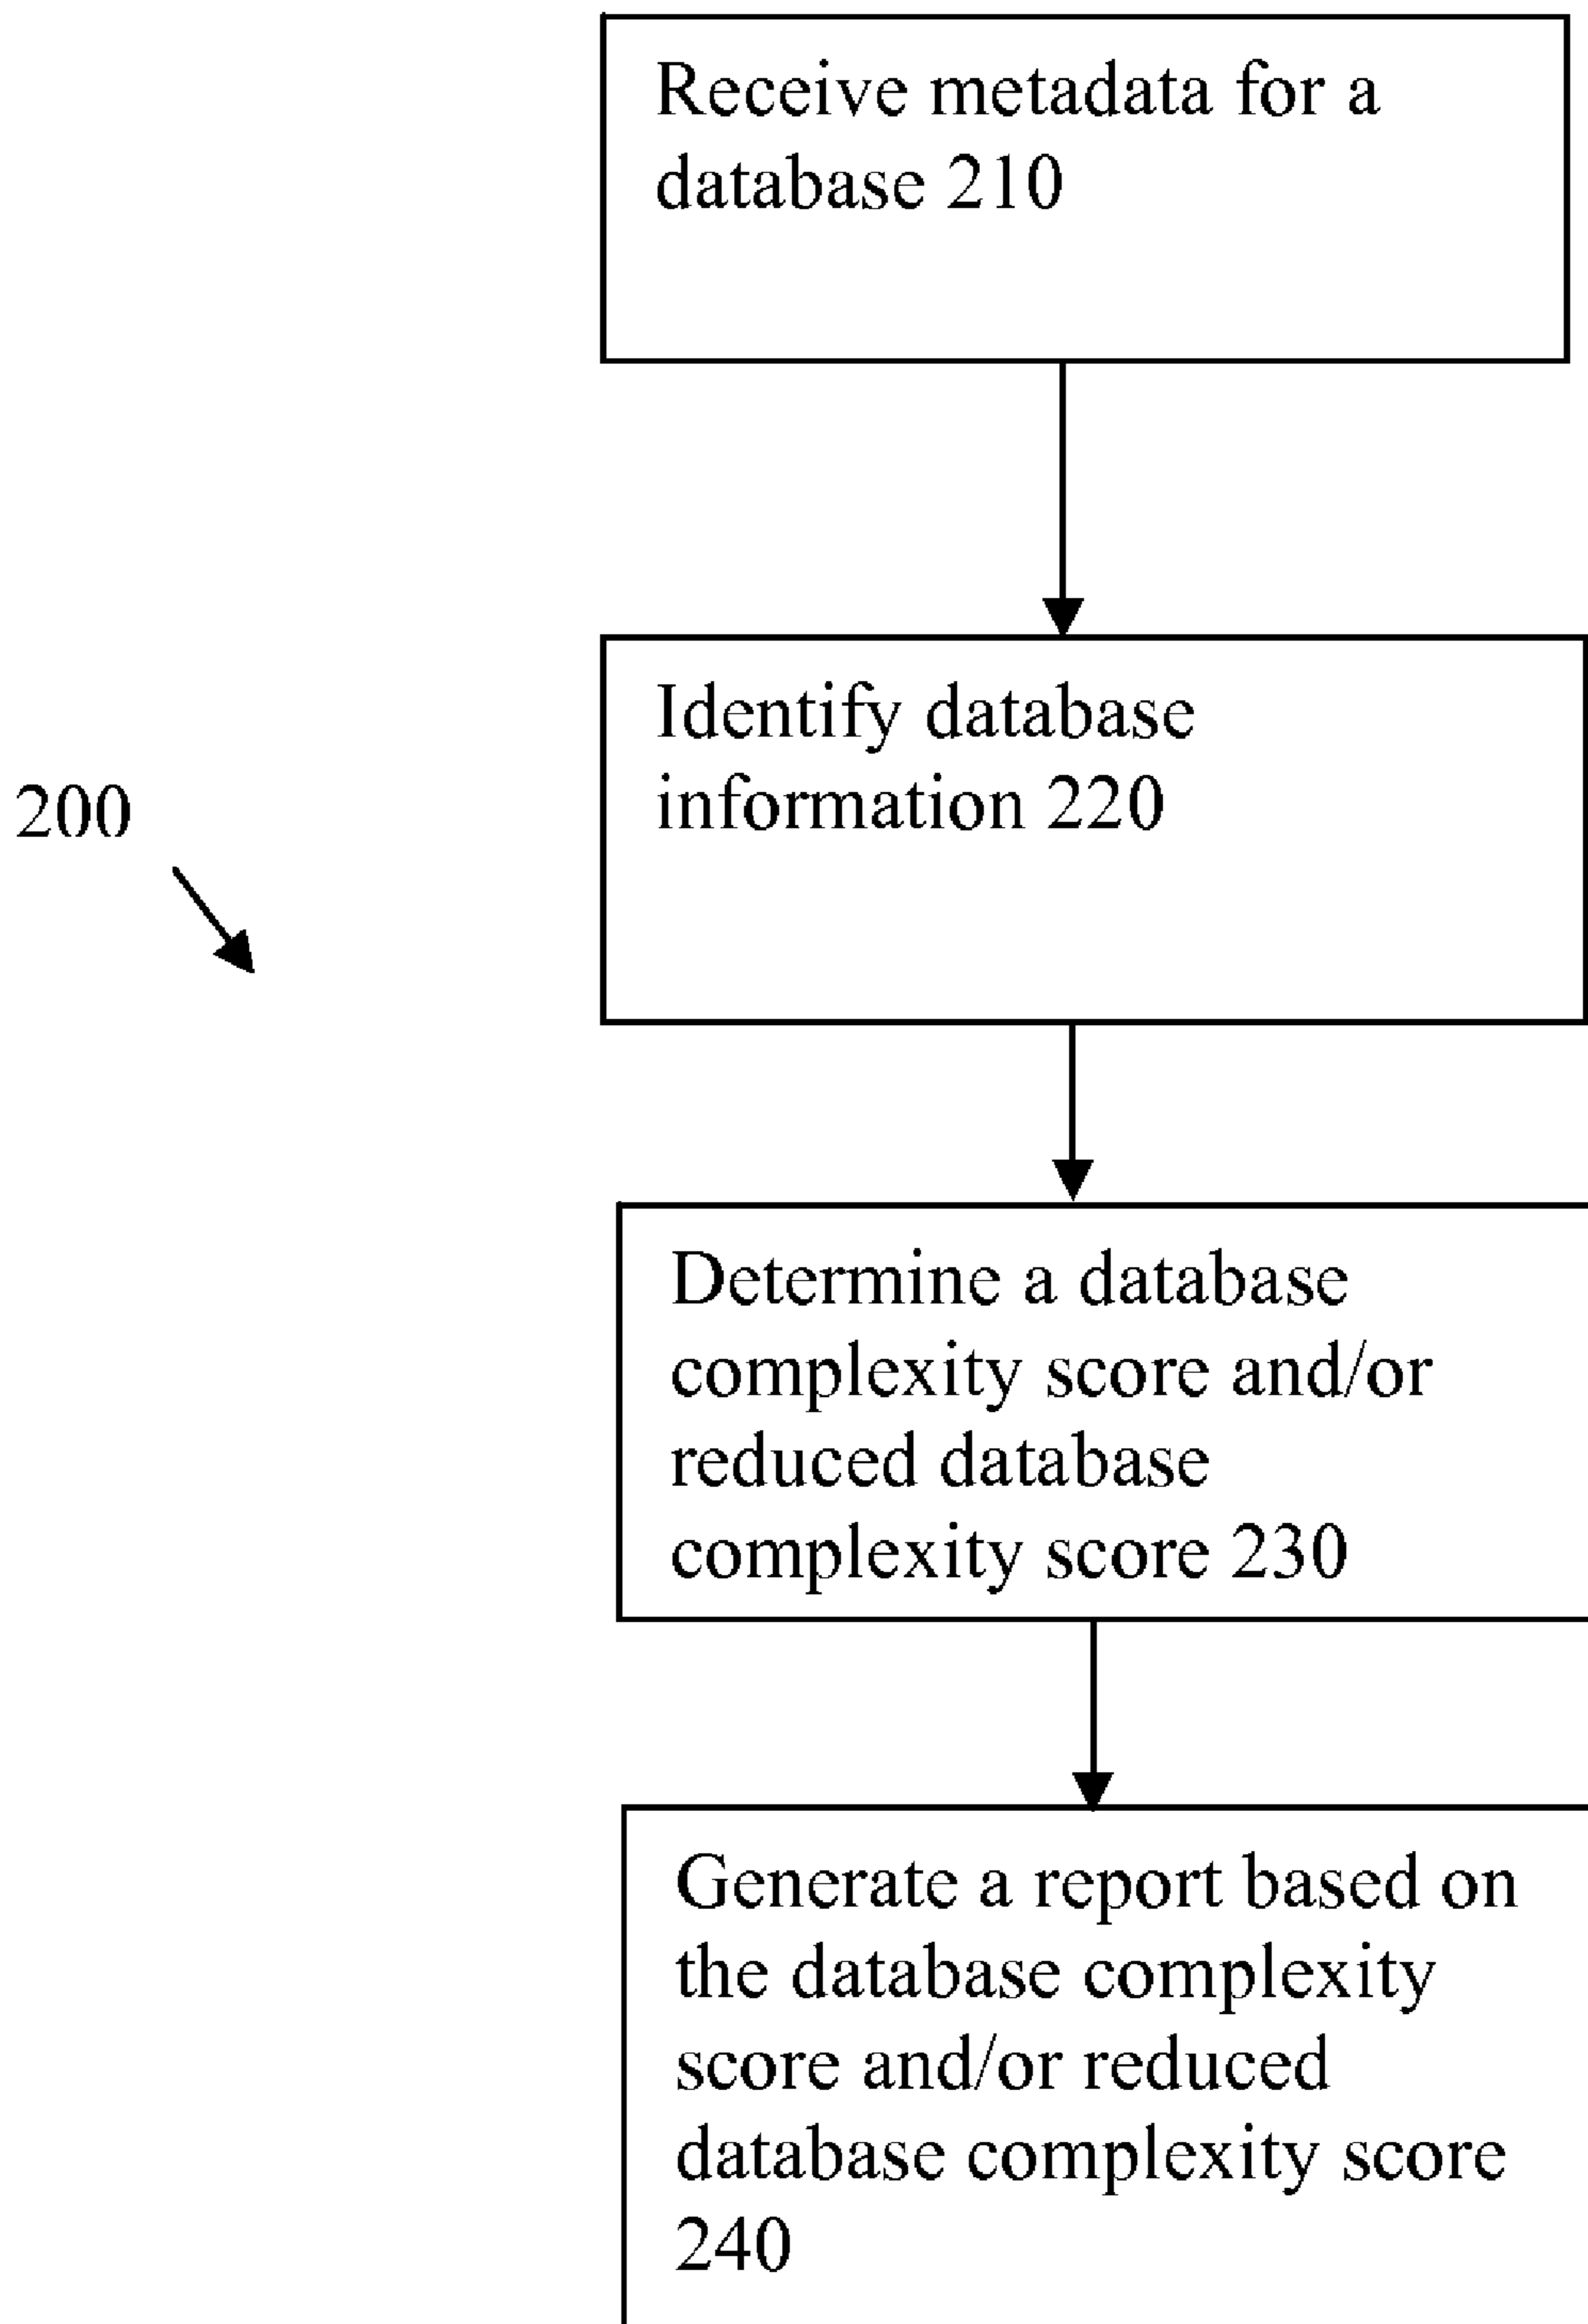 Receive metadata for a
database 210
Identify database
information 220
200
Determine a database
complexity score and/or
reduced database
complexity score 230
Generate a report based on
the database complexity
score and/or reduced
database complexity score
240